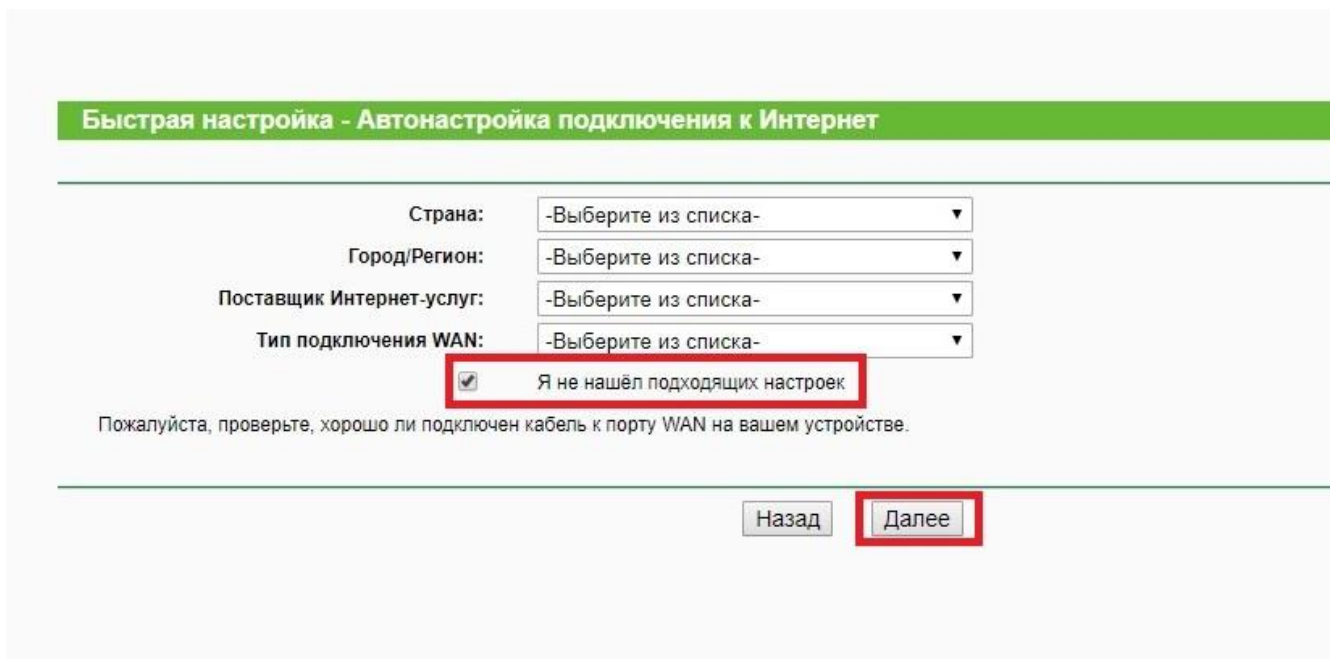 Быстрая настройка - Автонастройка подключения к Интернет
Страна: -Выберите из списка-
Город/Регион: -Выберите из списка-
Поставщик Интернет-услуг: -Выберите из списка-
Тип подключения WAN: -Выберите из списка-
Я не нашёл подходящих настроек
Пожалуйста, проверьте, хорошо ли подключен кабель к порту WAN на вашем устройстве.
Назад Далее